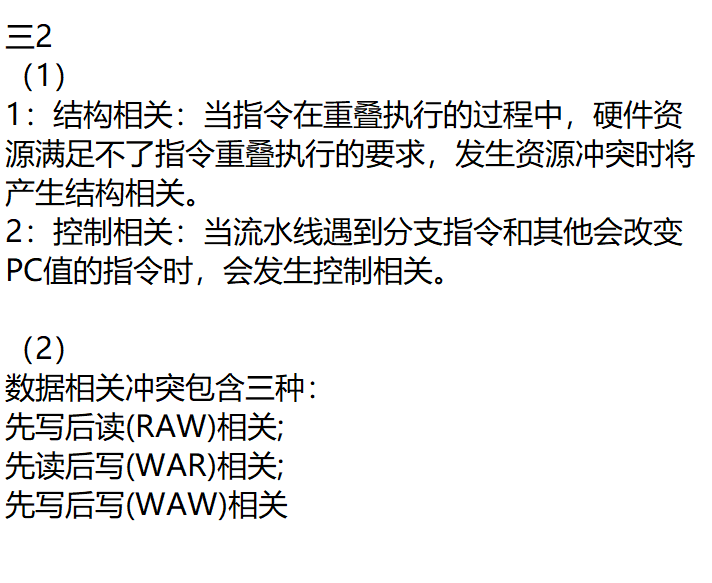 三2
（1）
1：结构相关：当指令在重叠执行的过程中，硬件资
源满足不了指令重叠执行的要求，发生资源冲突时将
产生结构相关。
2：控制相关：当流水线遇到分支指令和其他会改变
PC值的指令时，会发生控制相关。
（2）
数据相关冲突包含三种：
先写后读(RAW)相关;
先读后写(WAR)相关;
先写后写(WAW)相关